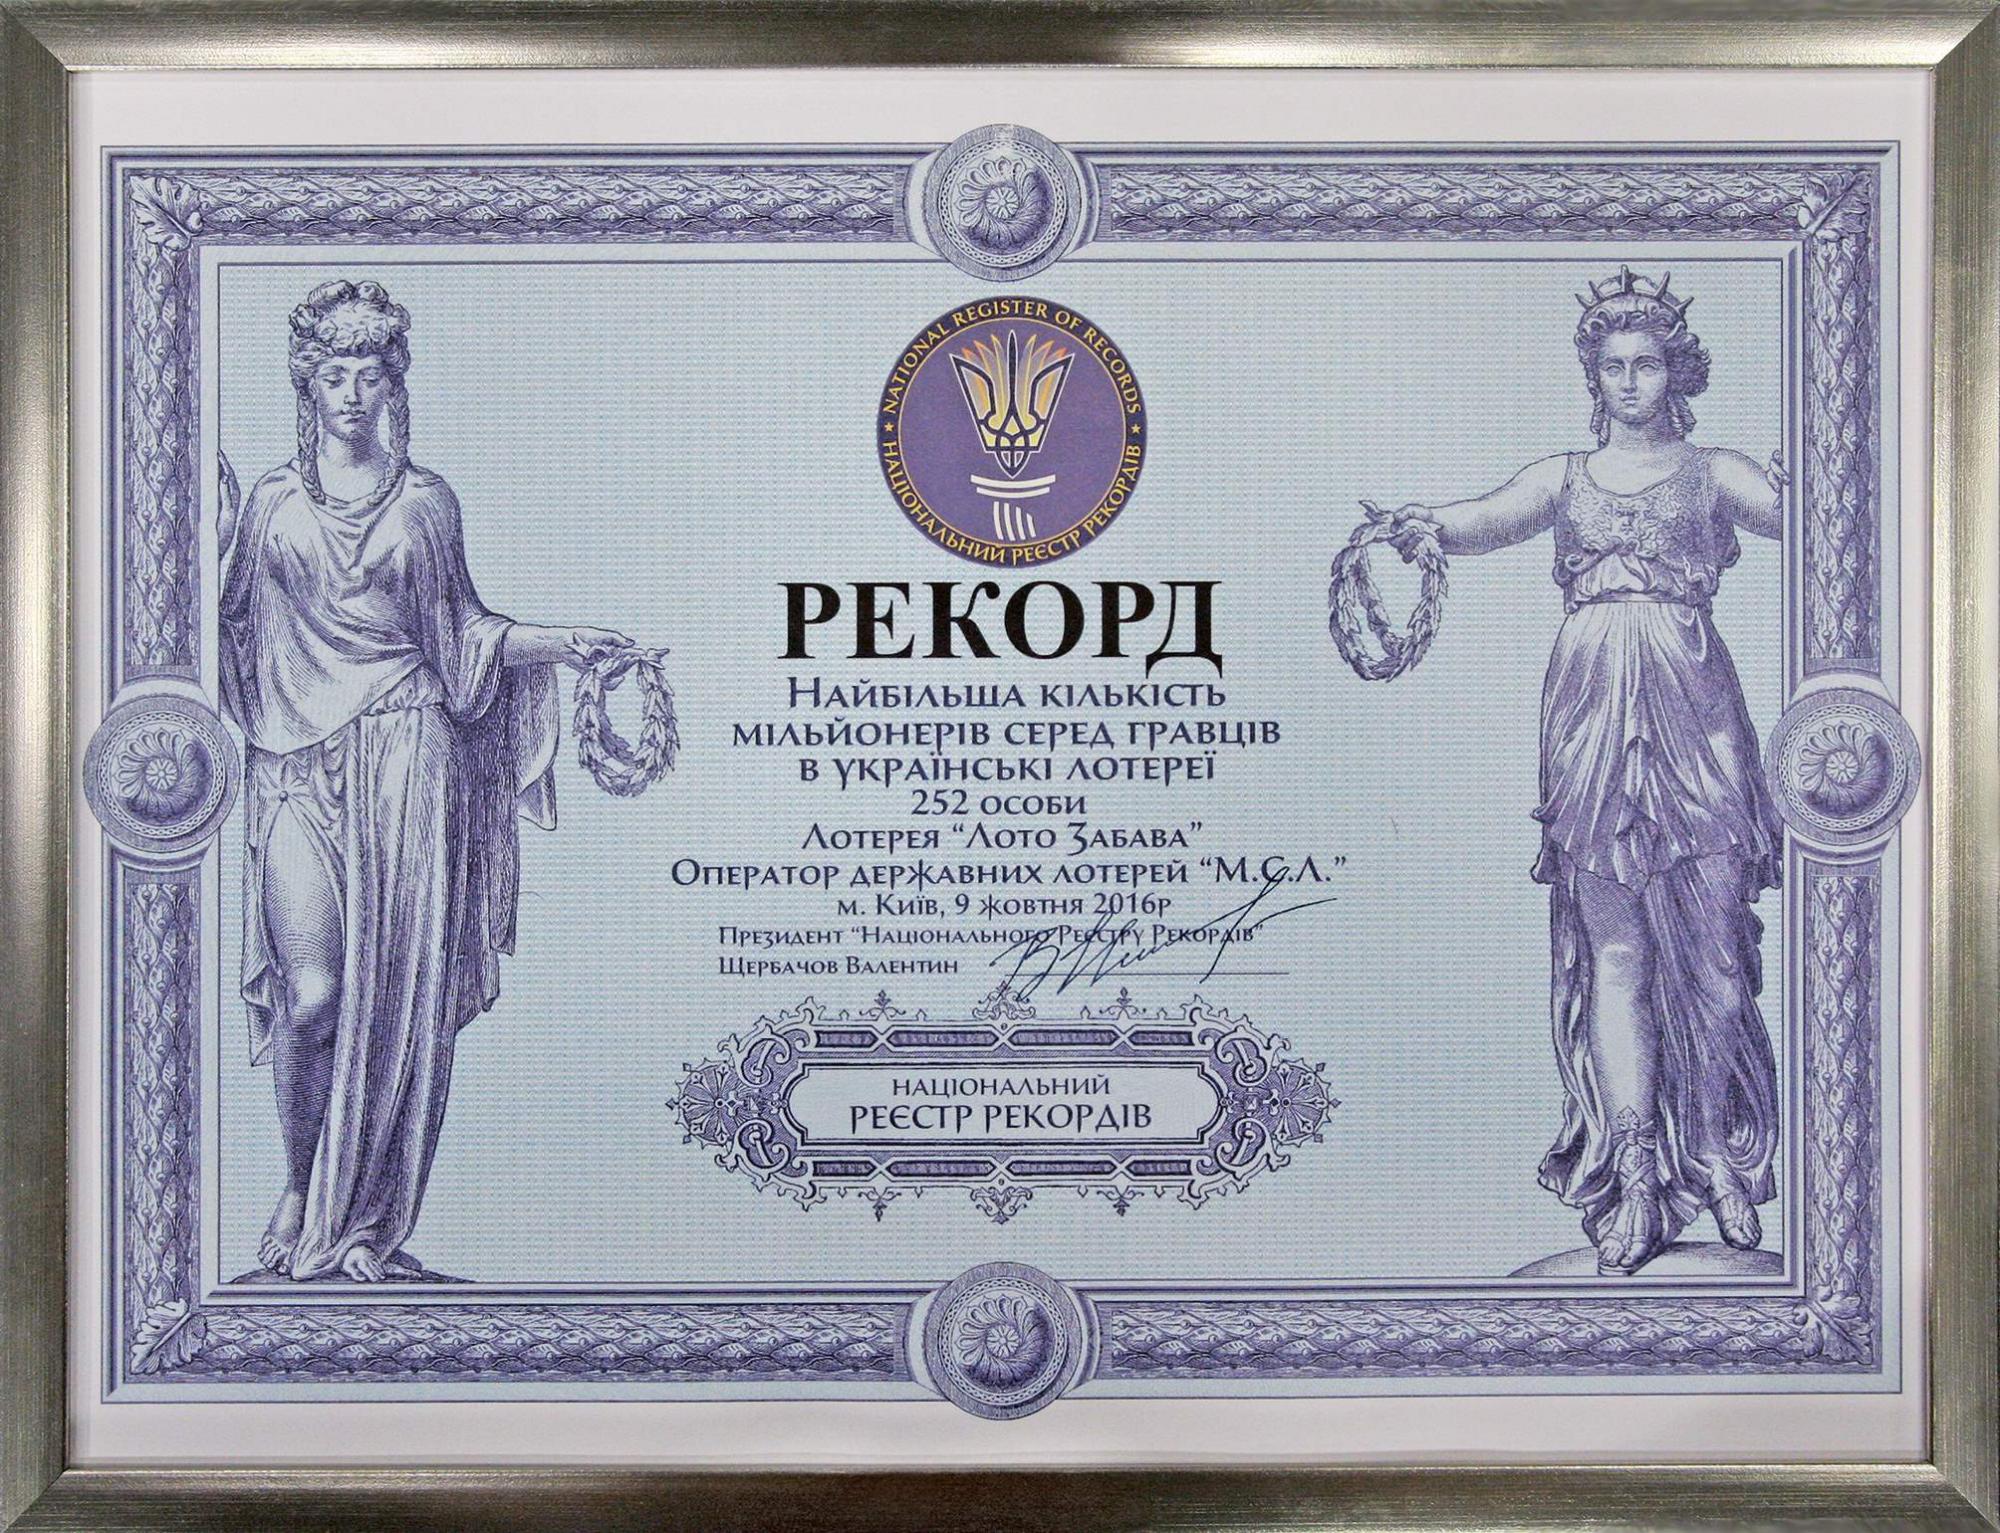 NATIONAL REGISTER OF RECORDS
НАЦІОНАЛЬНИЙ РЕЄСТР РЕКОРДІВ
РЕКОРД
НАЙБІЛЬША КІЛЬКІСТЬ
МІЛЬЙОНЕРІВ СЕРЕД ГРАВЦІВ
В УКРАЇНСЬКІ ЛОТЕРЕЇ
252 ОСОБИ
ЛОТЕРЕЯ “ЛОТО ЗАБАВА”
ОПЕРАТОР ДЕРЖАВНИХ ЛОТЕРЕЙ “М.С.Л.”
М. КИЇВ, 9 ЖОВТНЯ 2016Р
ПРЕЗИДЕНТ “НАЦІОНАЛЬНОГО РЕЄСТРУ РЕКОРДІВ”
ЩЕРБАЧОВ ВАЛЕНТИН
НАЦІОНАЛЬНИЙ
РЕЄСТР РЕКОРДІВ